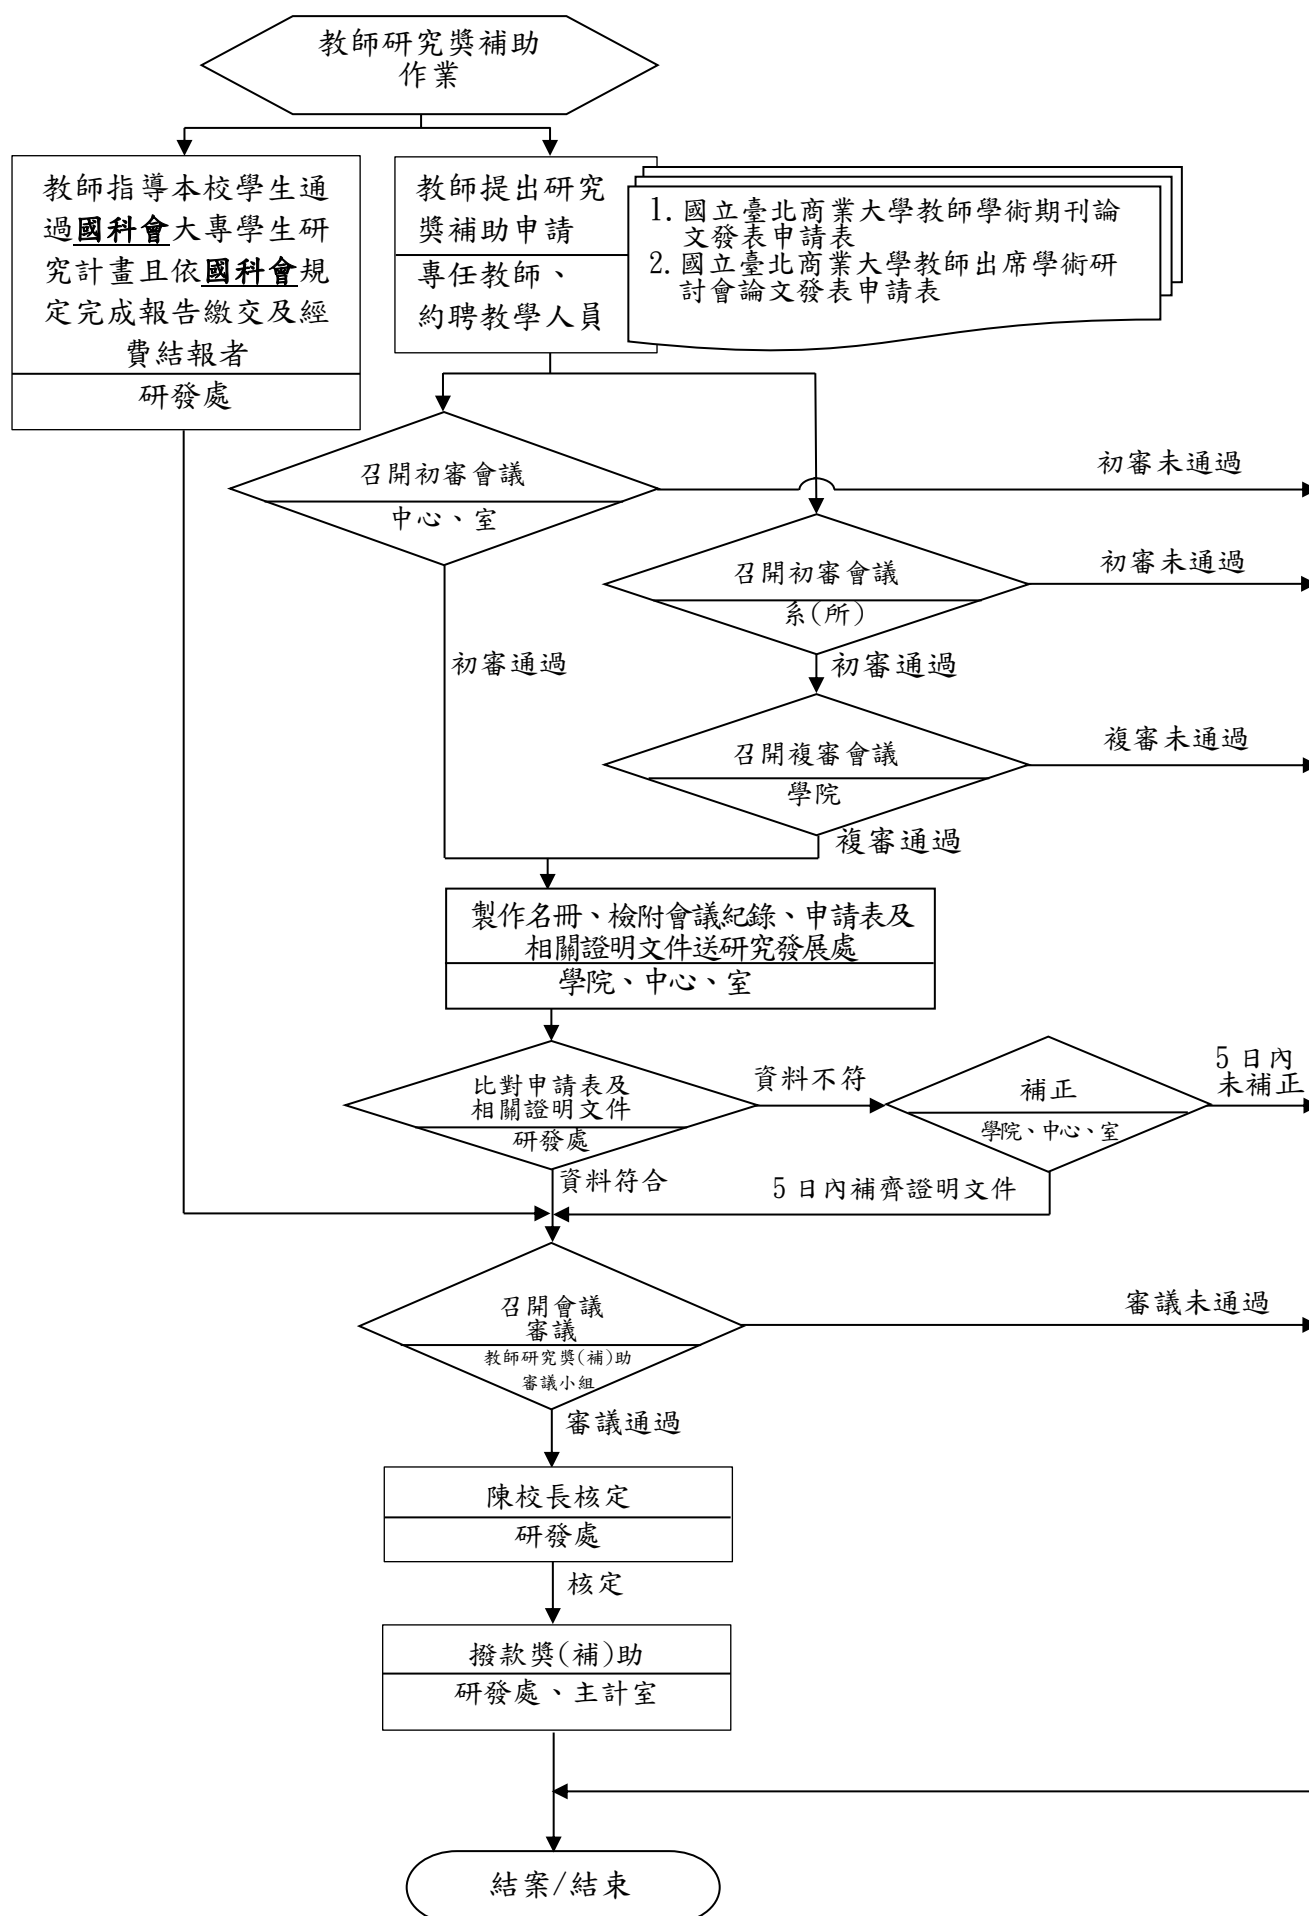 教師研究獎補助
作業
教師指導本校學生通
過國科會大專學生研
究計畫且依國科會規
定完成報告繳交及經
費結報者
研發處
教師提出研究
獎補助申請
專任教師、
約聘教學人員
1. 國立臺北商業大學教師學術期刊論
文發表申請表
2. 國立臺北商業大學教師出席學術研
討會論文發表申請表
召開初審會議
中心、室
初審未通過
召開初審會議
系(所)
初審未通過
初審通過
初審通過
召開複審會議
學院
複審未通過
複審通過
製作名冊、檢附會議紀錄、申請表及
相關證明文件送研究發展處
學院、中心、室
比對申請表及
相關證明文件
研發處
資料不符
補正
學院、中心、室
5 日內
未補正
資料符合
5 日內補齊證明文件
召開會議
審議
教師研究獎(補)助
審議小組
審議未通過
審議通過
陳校長核定
研發處
核定
撥款獎(補)助
研發處、主計室
結案/結束